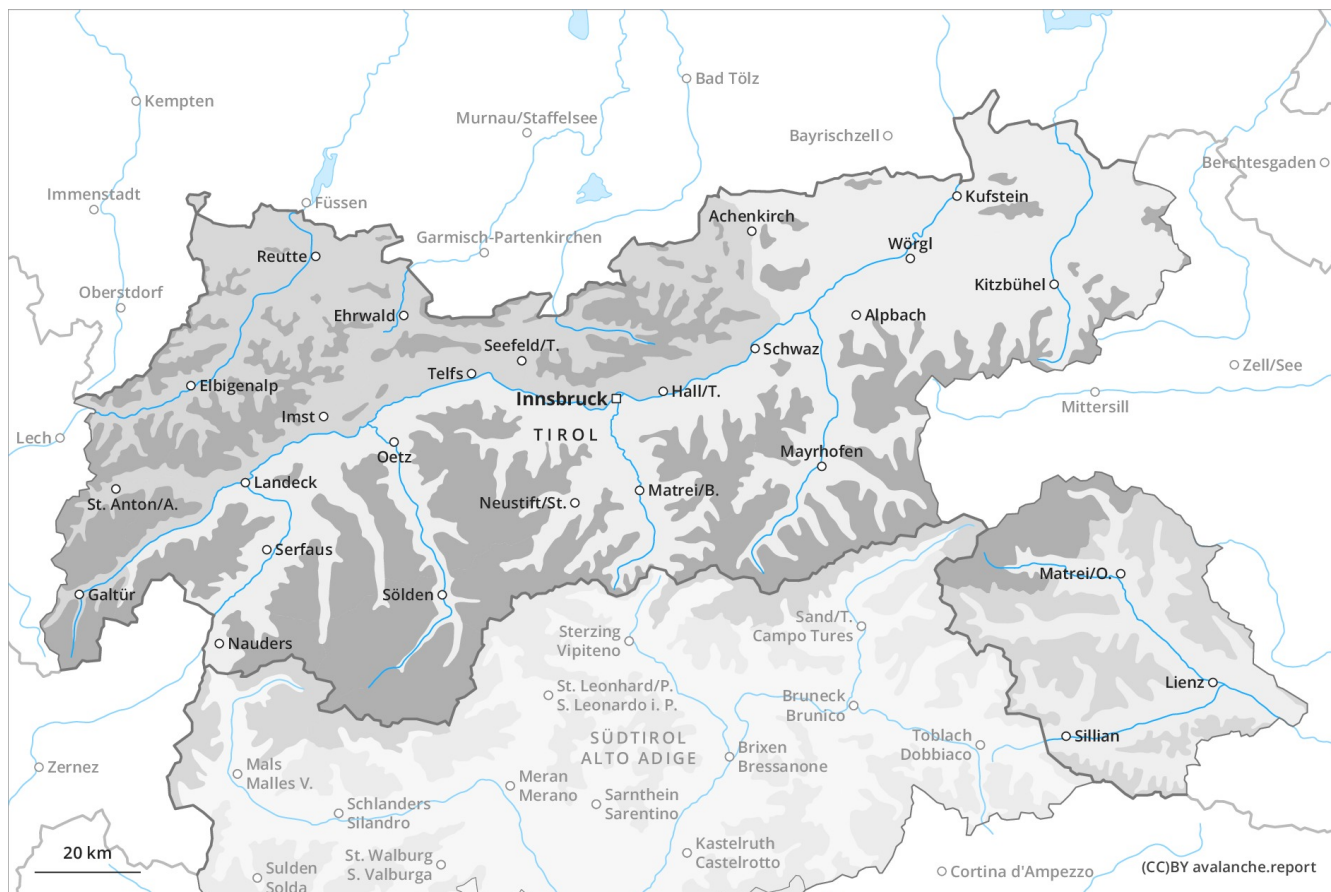 Bad Tölz
Kempten
Murnau/Staffelsee
Bayrischzell
Berchtesgaden
Immenstadt
Füssen
Kufstein
Achenkirch
Garmisch-Partenkirchen
Wörgl
Reutte
Kitzbühel
Oberstdorf
Ehrwald
Alpbach
Seefeld/T.
Schwaz
Zell/See
Telfs
Elbigenalp
Hall/T.
Innsbruck
Mittersill
Imst
TIROL
Lech
Oetz
Mayrhofen
Landeck
Matrei/B.
St. Anton/A.
Neustift/St.
Serfaus
Matrei/O.
Galtür
Sölden
Sand/T.
Campo Tures
Sterzing
Vipiteno
Nauders
Lienz
St. Leonhard/P.
S. Leonardo i. P.
Bruneck
Brunico
Sillian
Toblach
Dobbiaco
SÜDTIROL
ALTO ADIGE
Brixen
Bressanone
Zernez
Mals
Malles V.
Meran
Merano
Schlanders
Silandro
Sarnthein
Sarentino
Kastelruth
Castelrotto
20 km
St. Walburg
S. Valburga
Sulden
Solda
Cortina d'Ampezzo
(CC)BY avalanche.report